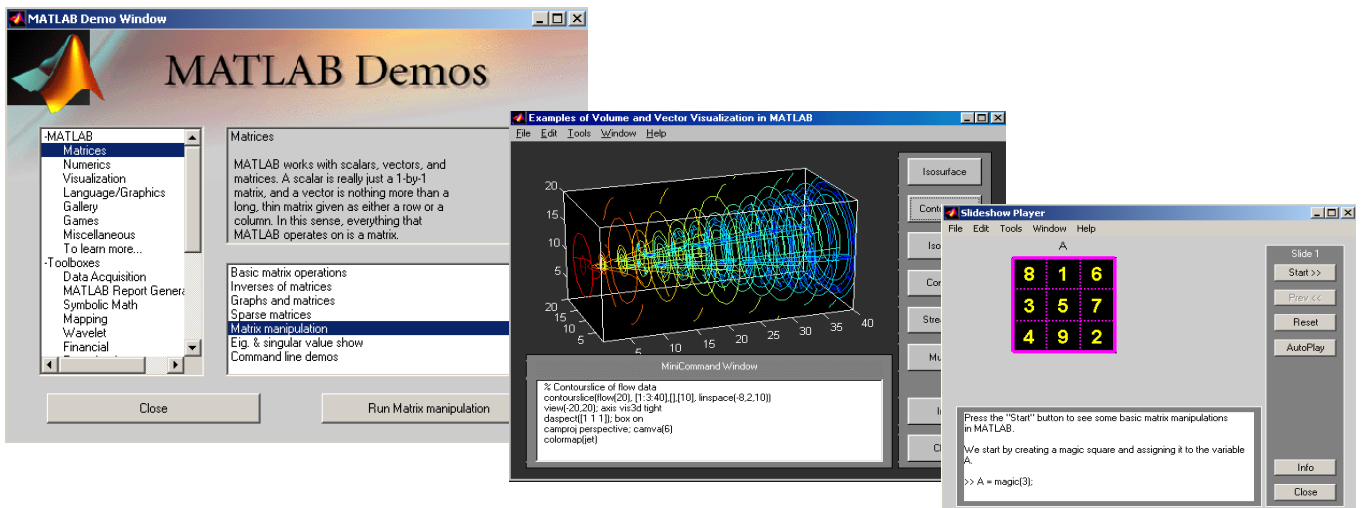 MATLAB Demo Window
MATLAB Demos
-MATLAB
Matrices
Numerics
Visualization
Language/Graphics
Gallery
Games
Miscellaneous
To learn more...
-Toolboxes
Data Acquisition
MATLAB Report Genera
Symbolic Math
Mapping
Wavelet
Financial
Matrices
MATLAB works with scalars, vectors, and
matrices. A scalar is really just a 1-by-1
matrix, and a vector is nothing more than a
long, thin matrix given as either a row or a
column. In this sense, everything that
MATLAB operates on is a matrix.
Basic matrix operations
Inverses of matrices
Graphs and matrices
Sparse matrices
Matrix manipulation
Eig. & singular value show
Command line demos
Close
Run Matrix manipulation
Examples of Volume and Vector Visualization in MATLAB
File Edit Tools Window Help
20
15
10
5
20
15
10
5
5
10
15
20
25
30
35
40
Isosurface
Conto
Iso
Co
Stre
Mu
I
C
MiniCommand Window
% Contourslice of flow data
contourslice(flow(20), [1:3:40],[],[10], linspace(-8,2,10))
view(-20,20); axis vis3d tight
daspect([1 1 1]); box on
camproj perspective; camva(6)
colormap(jet)
Slideshow Player
File Edit Tools Window Help
A
8 1 6
3 5 7
4 9 2
Slide 1
Start >>
Prev <<
Reset
AutoPlay
Press the "Start" button to see some basic matrix manipulations
in MATLAB.
We start by creating a magic square and assigning it to the variable
A.
>> A = magic(3);
Info
Close